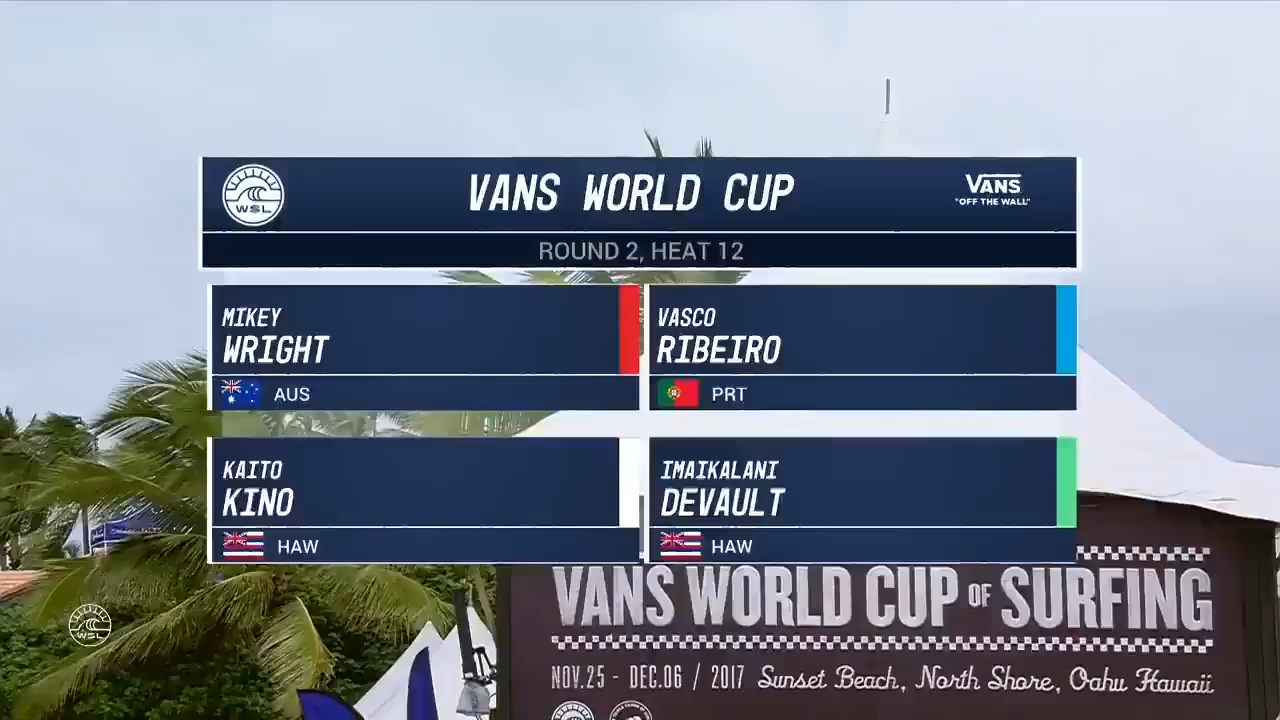 WSL
VANS WORLD CUP
VANS
"OFF THE WALL"
ROUND 2, HEAT 12
MIKEY
WRIGHT
AUS
VASCO
RIBEIRO
PRT
KAITO
KINO
HAW
IMAIKALANI
DEVAULT
HAW
VANS WORLD CUP OF SURFING
NOV.25 - DEC.06 / 2017 Sunset Beach, North Shore, Oahu Hawaii
WSL